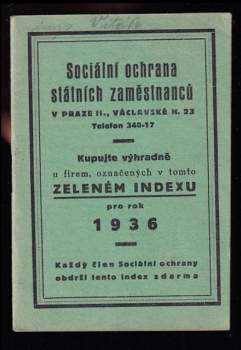 Sociální ochrana
státních zaměstnanců
V PRAZE II., VÁCLAVSKÉ N. 23
Telefon 340-17
Kupujte výhradně
u firem, označených v tomto
ZELENÉM INDEXU
pro rok
1936
Každý člen Sociální ochrany
obdrží tento index zdarma